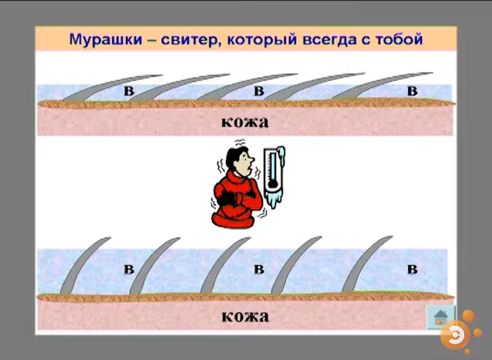 Мурашки – свитер, который всегда с тобой
в в в
кожа
в в в
кожа
Э